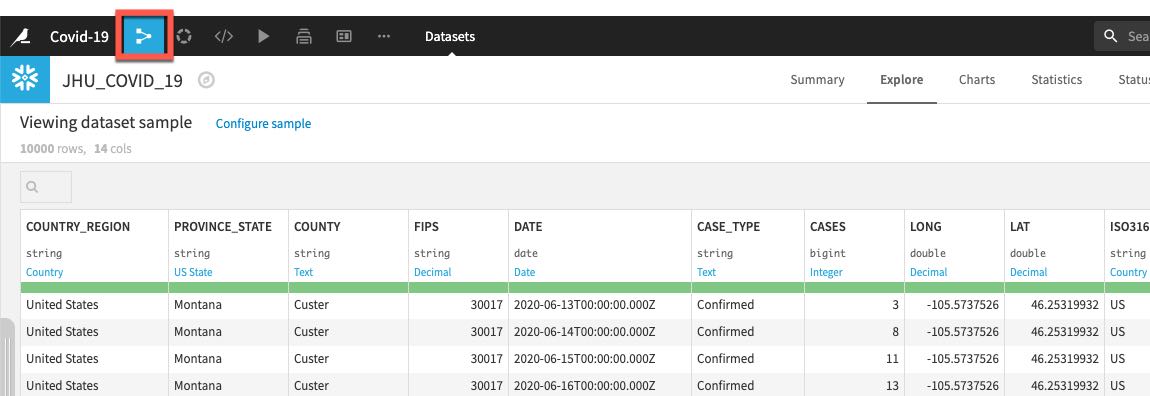 Covid-19 </> Datasets Sea
JHU_COVID_19 Summary Explore Charts Statistics Statu
Viewing dataset sample Configure sample
10000 rows, 14 cols
COUNTRY_REGION PROVINCE_STATE COUNTY FIPS DATE CASE_TYPE CASES LONG LAT ISO316
string string string string date string bigint double double string
Country US State Text Decimal Date Text Integer Decimal Decimal Country
United States Montana Custer 30017 2020-06-13T00:00:00.000Z Confirmed 3 -105.5737526 46.25319932 US
United States Montana Custer 30017 2020-06-14T00:00:00.000Z Confirmed 8 -105.5737526 46.25319932 US
United States Montana Custer 30017 2020-06-15T00:00:00.000Z Confirmed 11 -105.5737526 46.25319932 US
United States Montana Custer 30017 2020-06-16T00:00:00.000Z Confirmed 13 -105.5737526 46.25319932 US